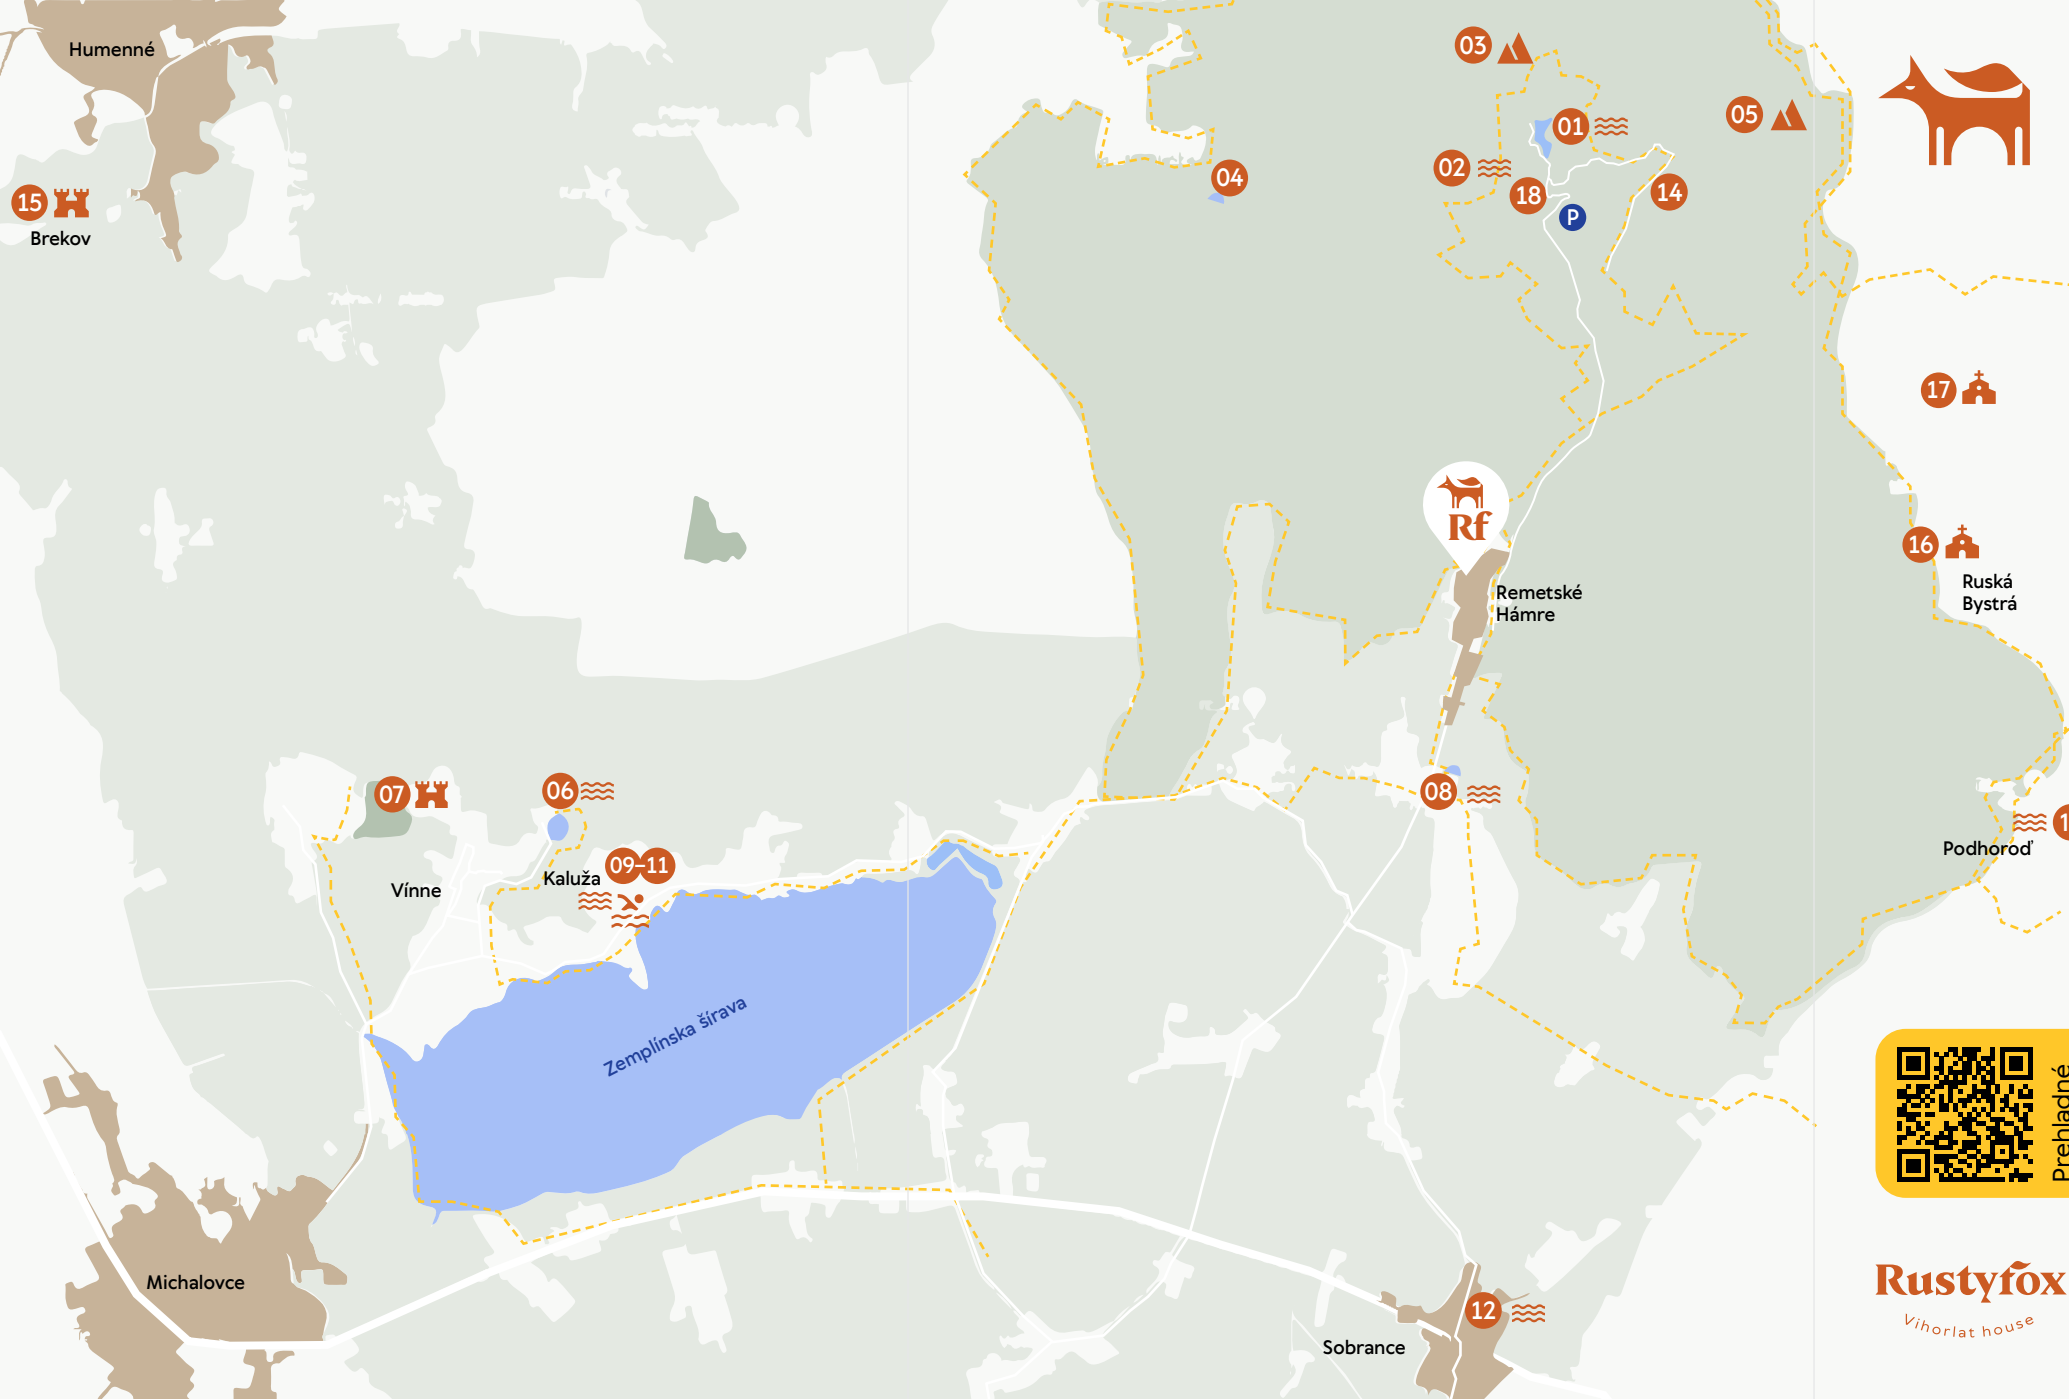 Humenné
03
05
01
02
15
04
18
14
P
Brekov
17
Rf
16
Ruská
Bystrá
Remetské
Hámre
07
06
08
Podhoroď
09–11
Kaluža
Vínne
Zemplínska šírava
Prehladné
Michalovce
12
Sobrance
Rustyfox
Vihorlat house